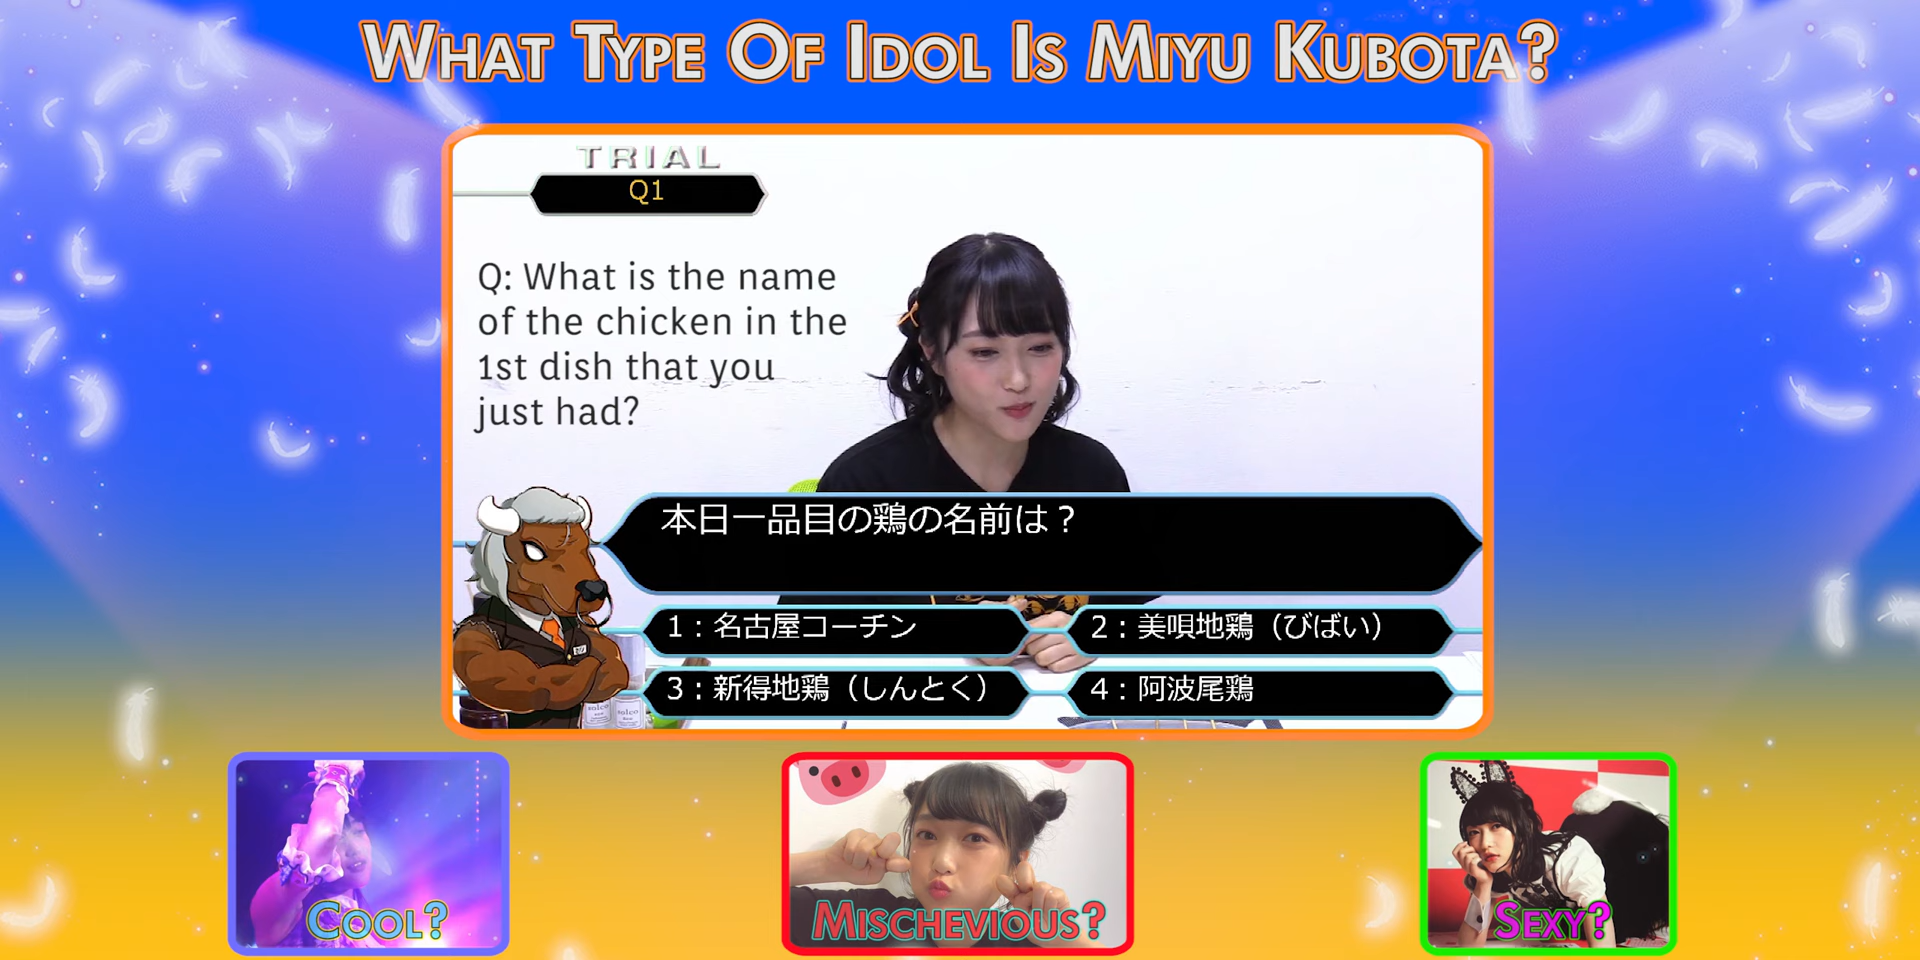 What Type Of Idol Is Miyu Kubota?
TRIAL
Q1
Q: What is the name
of the chicken in the
1st dish that you
just had?
本日一品目の鶏の名前は？
1：名古屋コーチン
2：美唄地鶏（びばい）
3：新得地鶏（しんとく）
4：阿波尾鶏
solco
solco
Cool?
Mischevious?
Sexy?